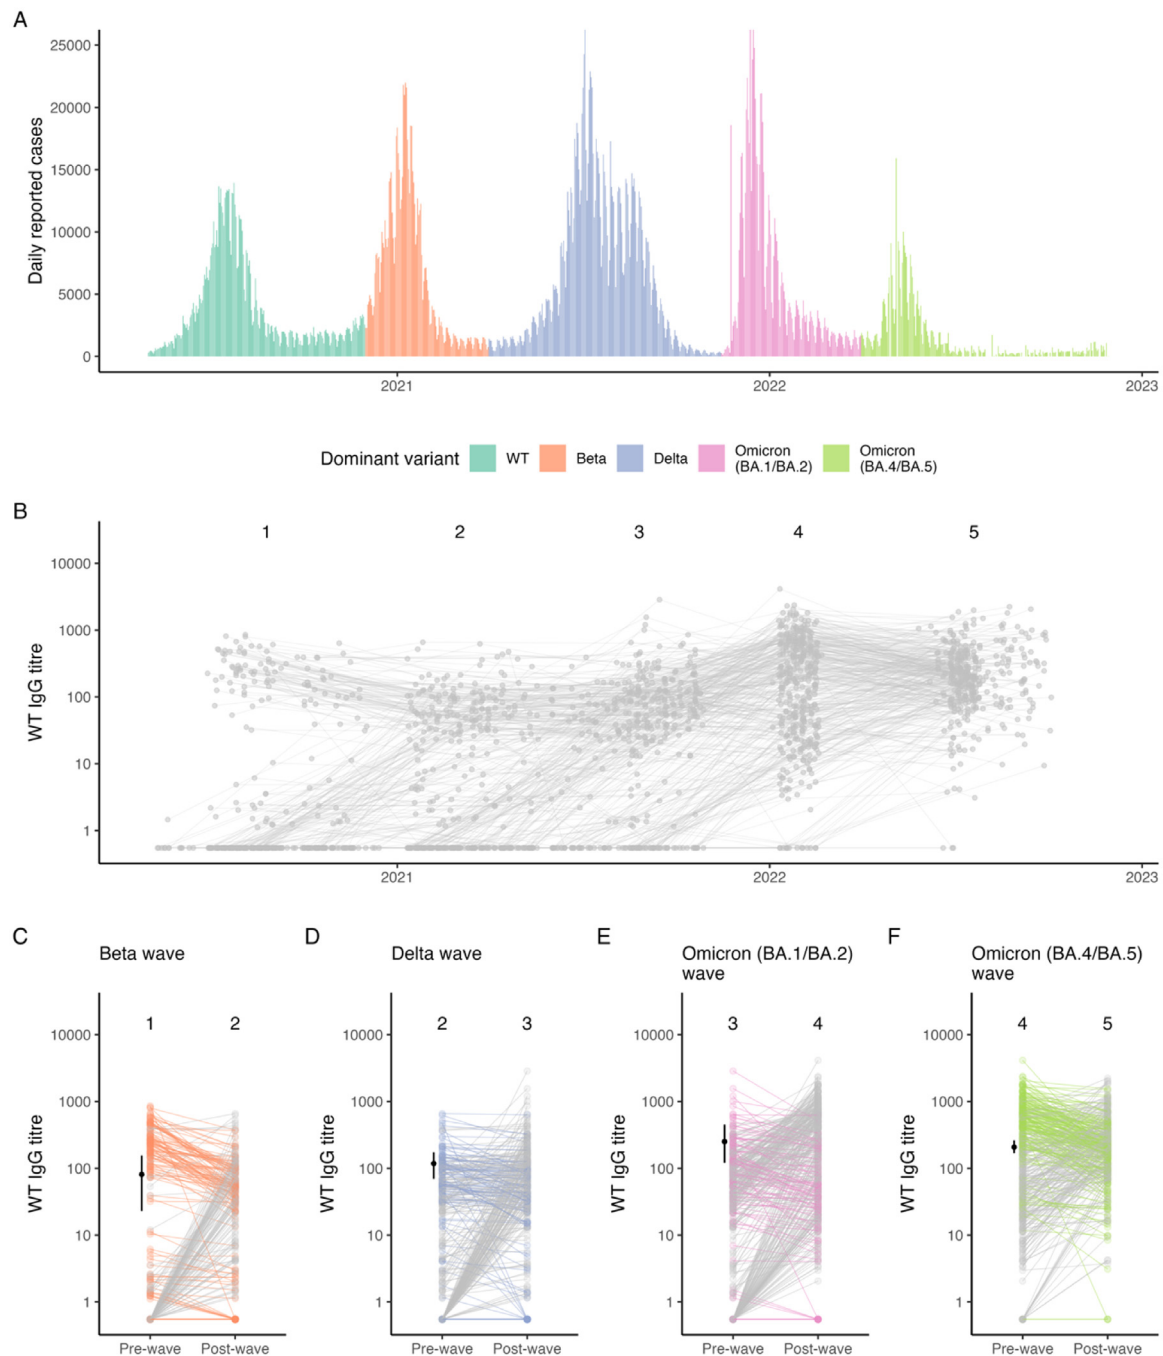 A
Daily reported cases
25000
20000
15000
10000
5000
0
2021
2022
2023
Dominant variant
WT
Beta
Delta
Omicron
(BA.1/BA.2)
Omicron
(BA.4/BA.5)
B
1
2
3
4
5
WT IgG titre
10000
1000
100
10
1
2021
2022
2023
C
Beta wave
1
2
WT IgG titre
10000
1000
100
10
1
Pre-wave
Post-wave
D
Delta wave
2
3
WT IgG titre
10000
1000
100
10
1
Pre-wave
Post-wave
E
Omicron (BA.1/BA.2)
wave
3
4
WT IgG titre
10000
1000
100
10
1
Pre-wave
Post-wave
F
Omicron (BA.4/BA.5)
wave
4
5
WT IgG titre
10000
1000
100
10
1
Pre-wave
Post-wave